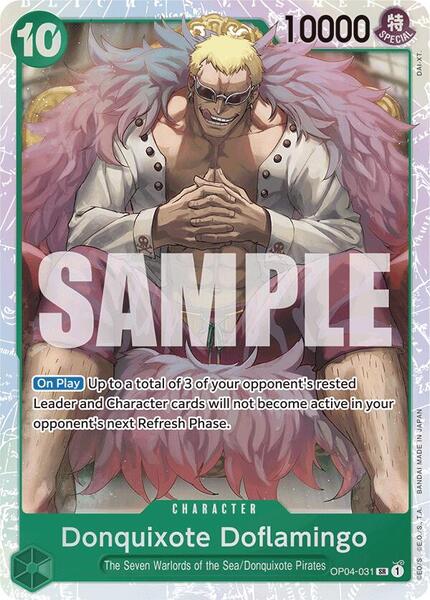 10
10000
特
SPECIAL
DAI-XT.
SAMPLE
On Play Up to a total of 3 of your opponent's rested
Leader and Character cards will not become active in your
opponent's next Refresh Phase.
CHARACTER
Donquixote Doflamingo
The Seven Warlords of the Sea/Donquixote Pirates
OP04-031 SR 1
©E.O./S. ©E.O./S., T.A. BANDAI MADE IN JAPAN